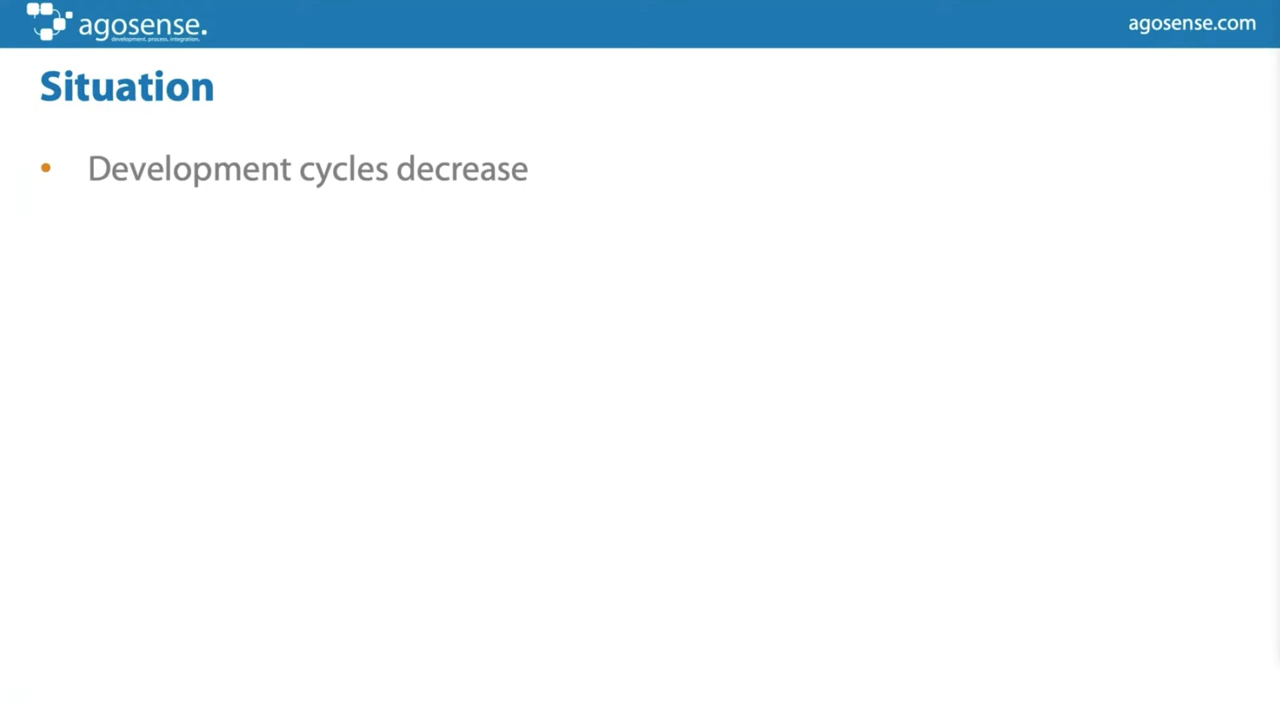 agosense.
development. process. integration.
agosense.com
Situation
• Development cycles decrease